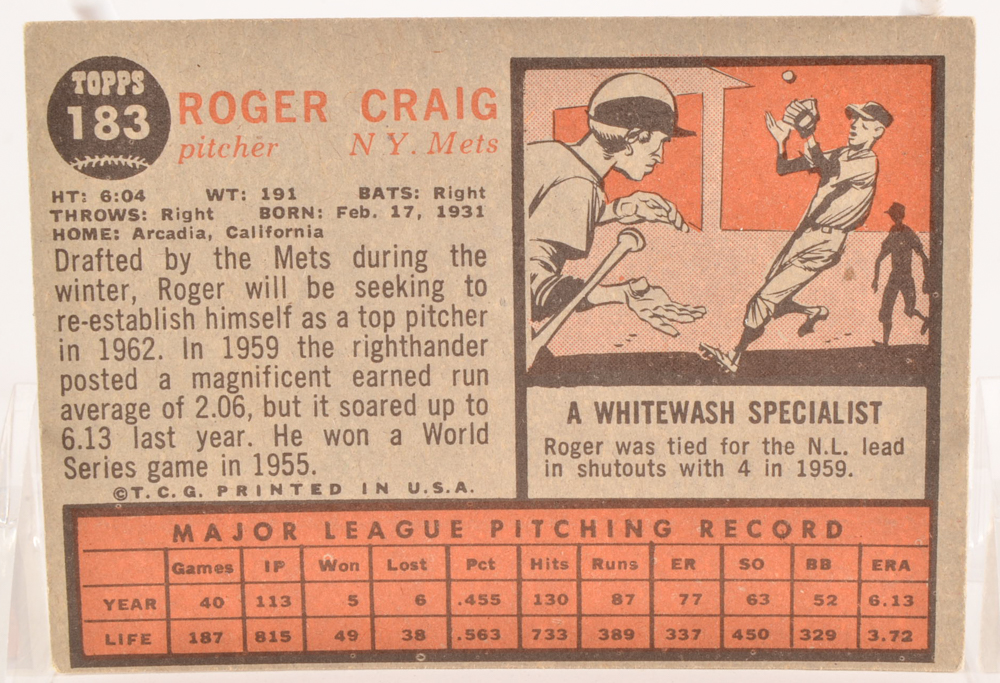 TOPPS
183
ROGER CRAIG
pitcher N Y. Mets
HT: 6:04 WT: 191 BATS: Right
THROWS: Right BORN: Feb. 17, 1931
HOME: Arcadia, California
Drafted by the Mets during the
winter, Roger will be seeking to
re-establish himself as a top pitcher
in 1962. In 1959 the righthander
posted a magnificent earned run
average of 2.06, but it soared up to
6.13 last year. He won a World
Series game in 1955.
©T.C.G. PRINTED IN U.S.A.
A WHITEWASH SPECIALIST
Roger was tied for the N.L. lead
in shutouts with 4 in 1959.
MAJOR LEAGUE PITCHING RECORD
Games IP Won Lost Pct Hits Runs ER SO BB ERA
YEAR 40 113 5 6 .455 130 87 77 63 52 6.13
LIFE 187 815 49 38 .563 733 389 337 450 329 3.72